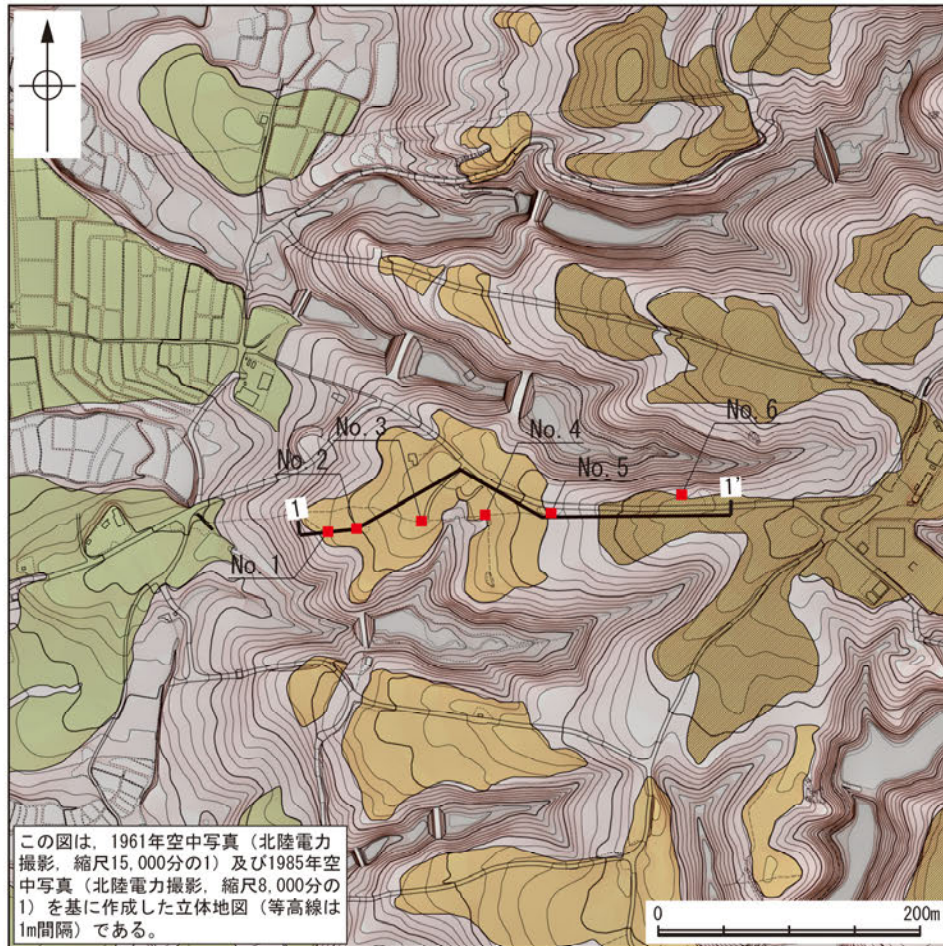 No. 6
No. 3
No. 4
No. 2
No. 5
1
1'
No. 1
この図は，1961年空中写真（北陸電力
撮影，縮尺15,000分の1）及び1985年空
中写真（北陸電力撮影，縮尺8,000分の
1）を基に作成した立体地図（等高線は
1m間隔）である。
0
200m